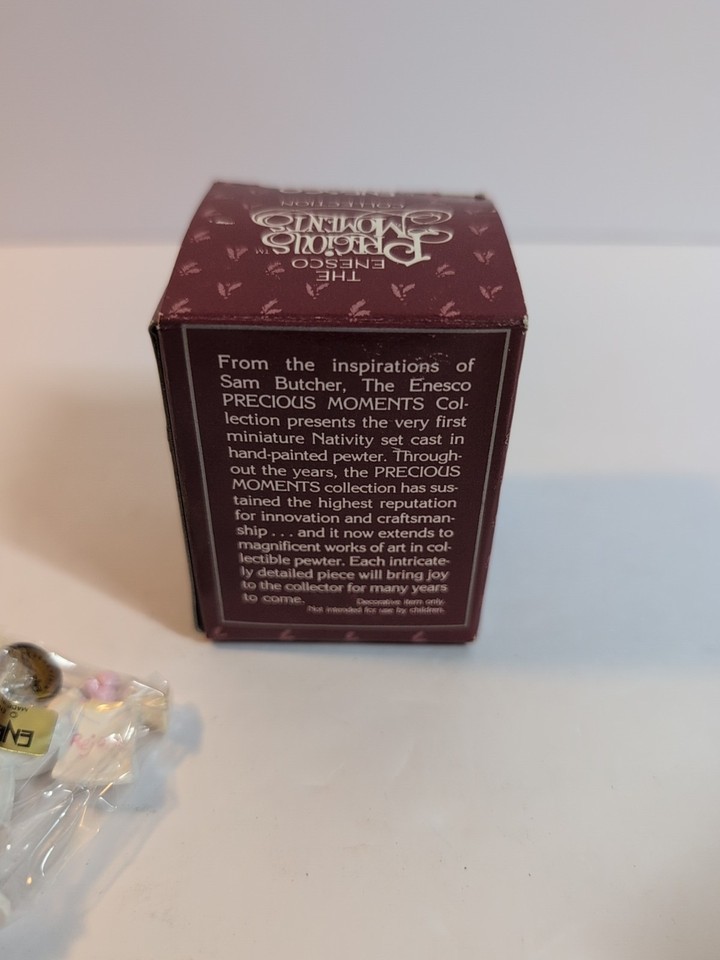 THE
ENESCO
PRECIOUS
MOMENTS
COLLECTION
From the inspirations of
Sam Butcher, The Enesco
PRECIOUS MOMENTS Col-
lection presents the very first
miniature Nativity set cast in
hand-painted pewter. Through-
out the years, the PRECIOUS
MOMENTS collection has sus-
tained the highest reputation
for innovation and craftsman-
ship . . . and it now extends to
magnificent works of art in col-
lectible pewter. Each intricate-
ly detailed piece will bring joy
to the collector for many years
to come.
Decorative item only.
Not intended for use by children.